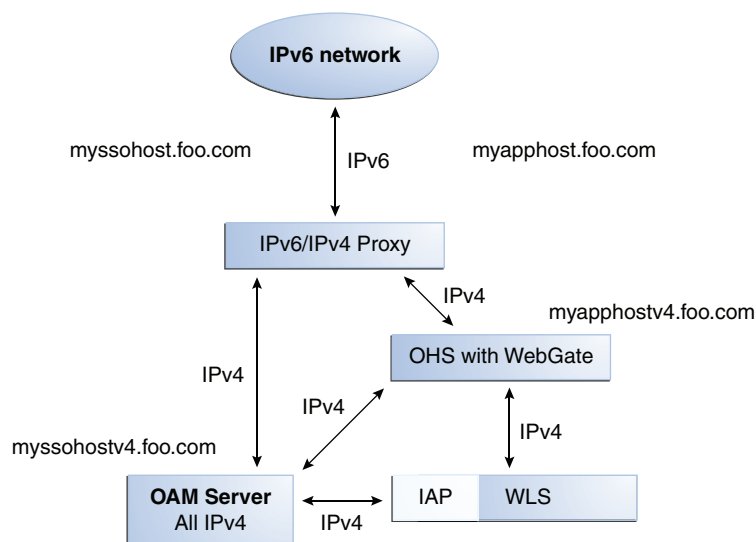 IPv6 network
myssohost.foo.com
IPv6
myapphost.foo.com
IPv6/IPv4 Proxy
IPv4
myapphostv4.foo.com
OHS with WebGate
IPv4
IPv4
IPv4
myssohostv4.foo.com
OAM Server
All IPv4
IPv4
IAP
WLS